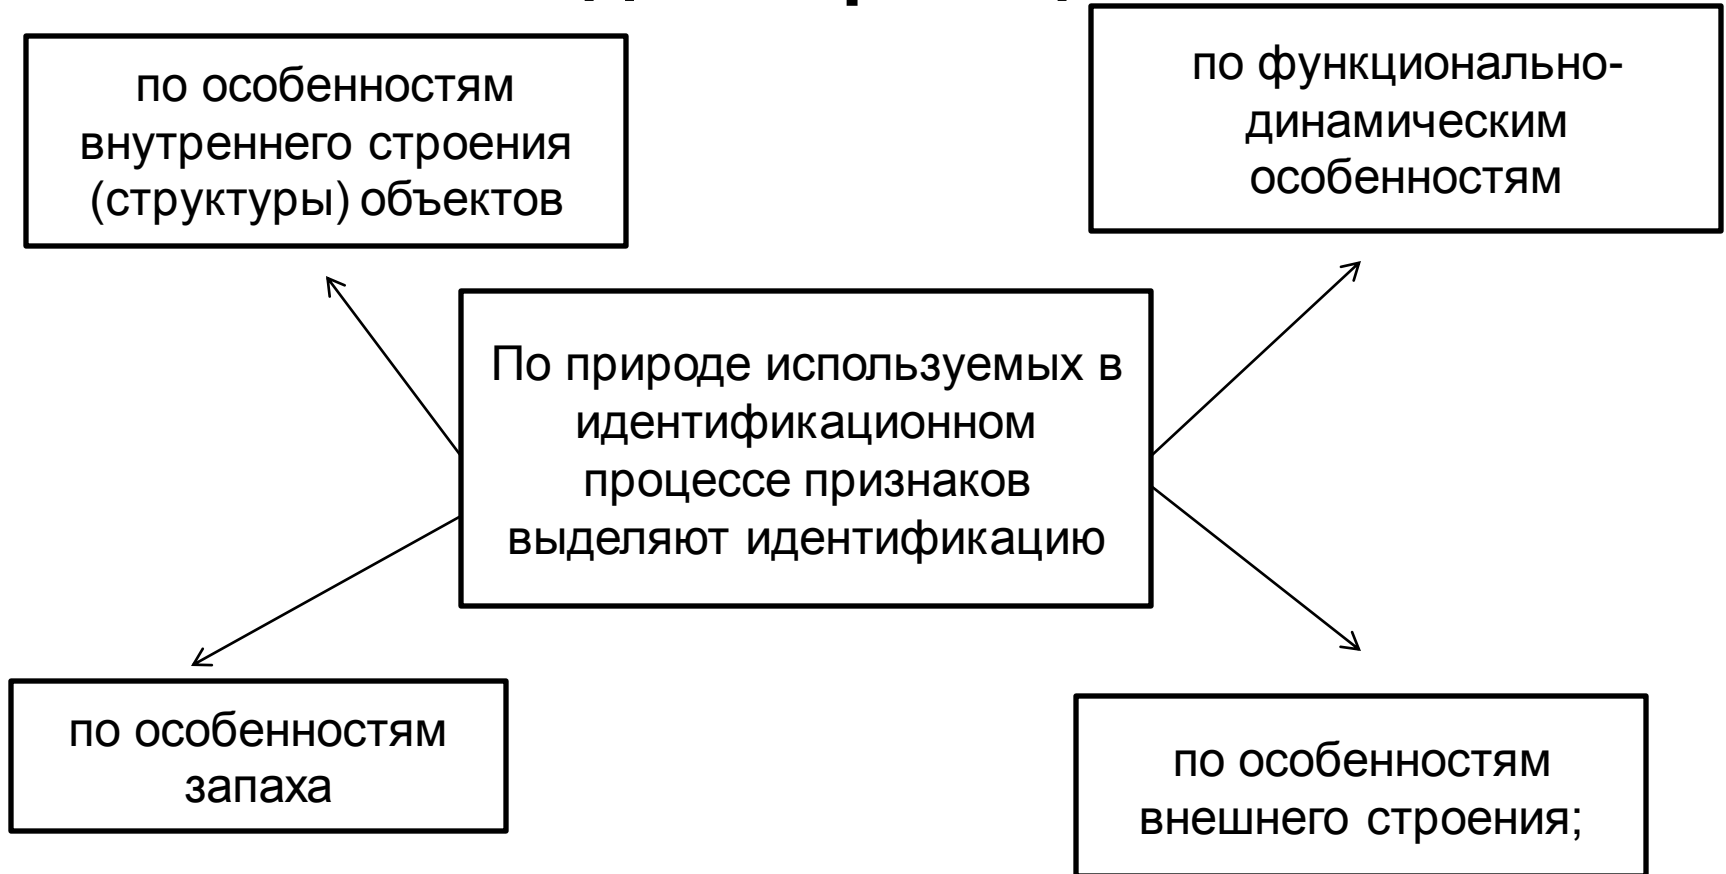 по особенностям
внутреннего строения
(структуры) объектов
по функционально-
динамическим
особенностям
По природе используемых в
идентификационном
процессе признаков
выделяют идентификацию
по особенностям
запаха
по особенностям
внешнего строения;